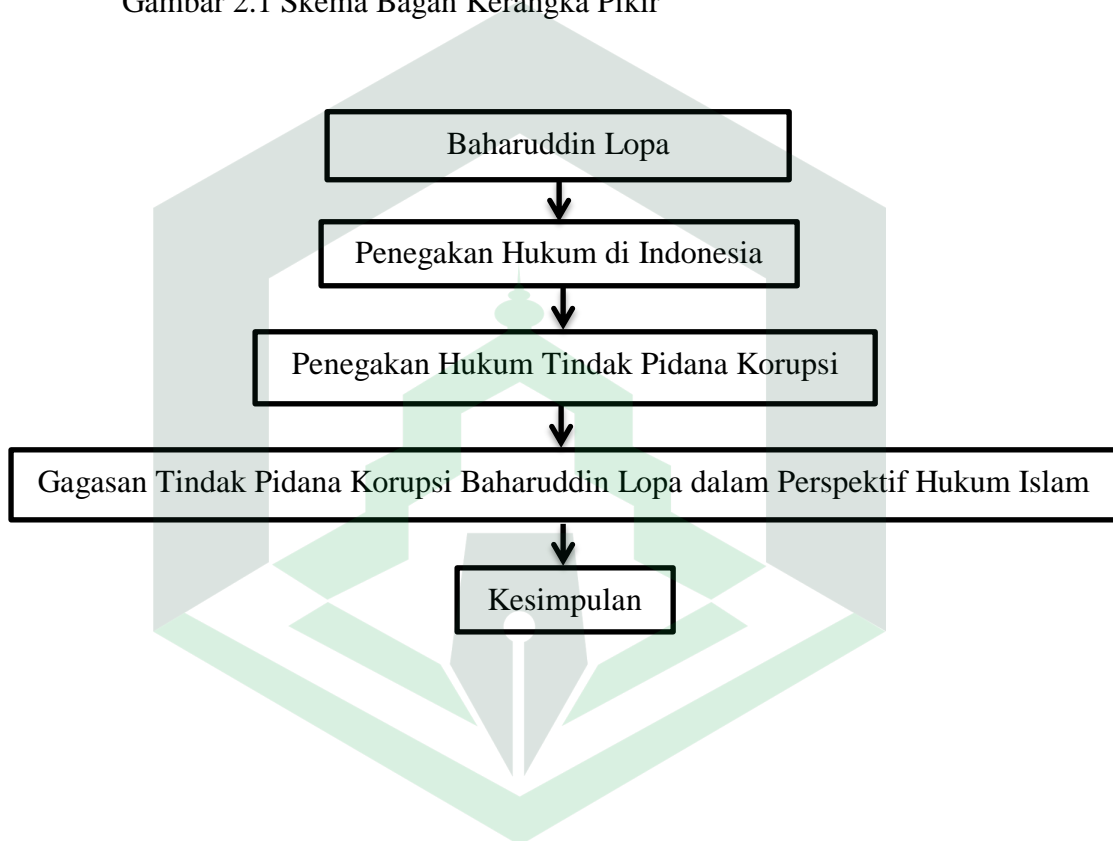 Gambar 2.1 Skema Bagan Kerangka Pikir
Baharuddin Lopa
Penegakan Hukum di Indonesia
Penegakan Hukum Tindak Pidana Korupsi
Gagasan Tindak Pidana Korupsi Baharuddin Lopa dalam Perspektif Hukum Islam
Kesimpulan